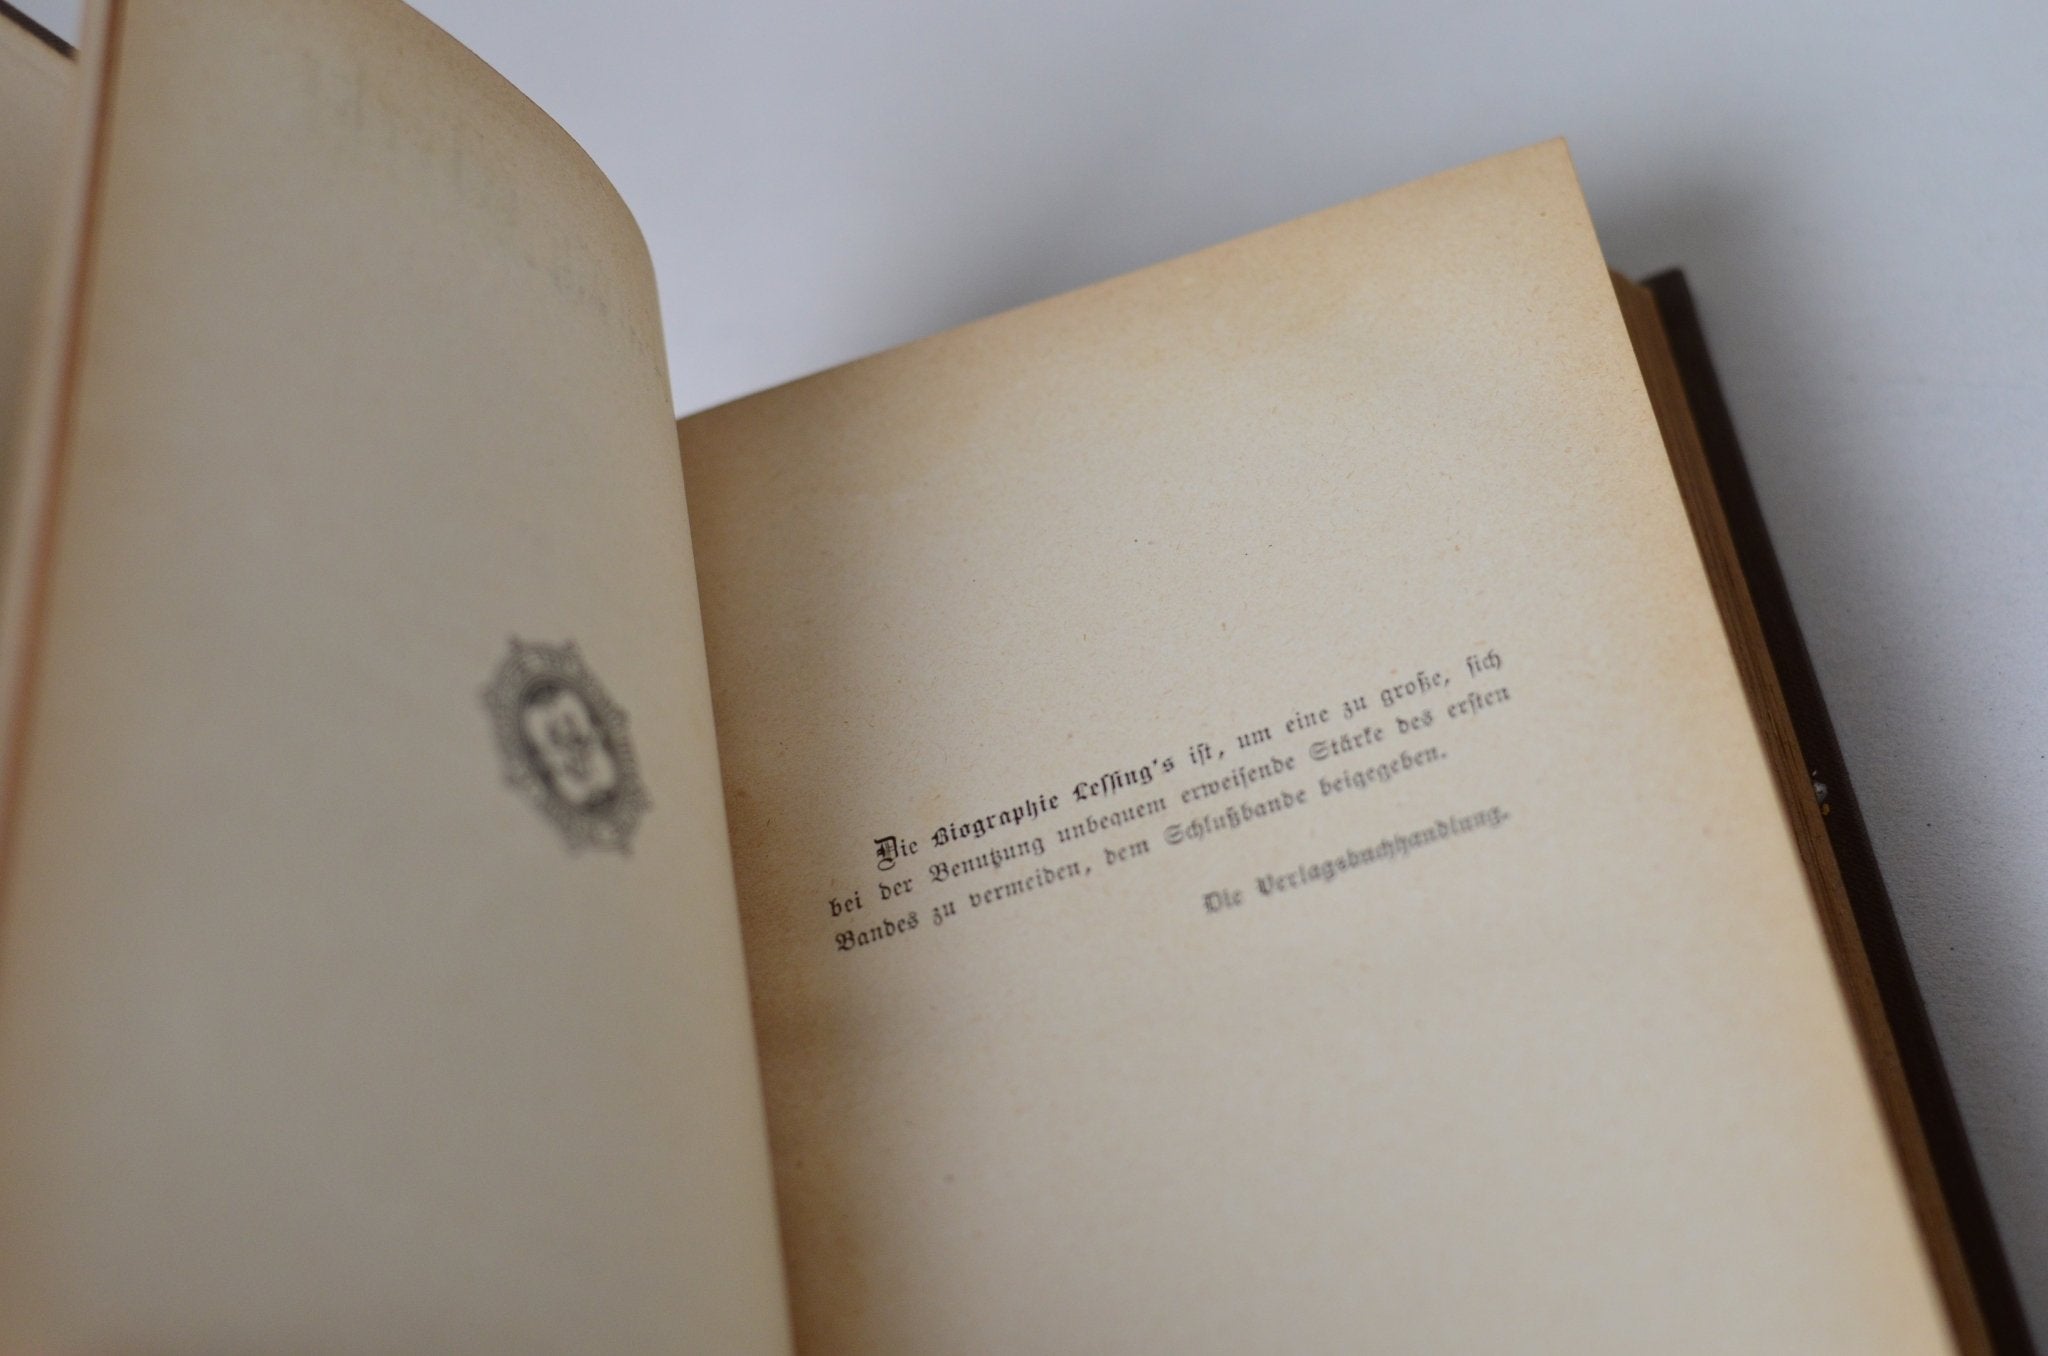 Die Biographie Lessing's ist, um eine zu große, sich
bei der Benutzung unbequem erweisende Stärke des ersten
Bandes zu vermeiden, dem Schlußbande beigegeben.
Die Verlagsbuchhandlung.